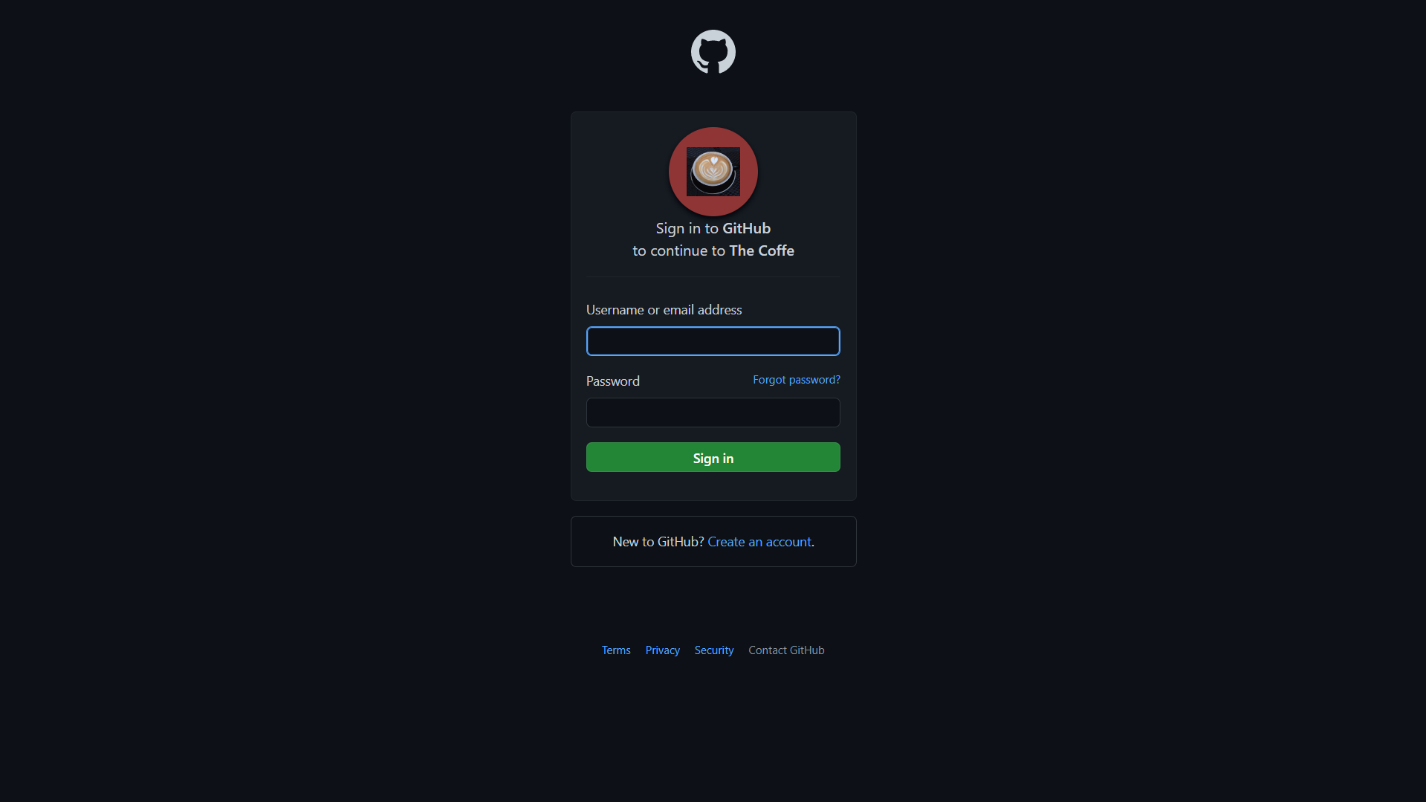 Sign in to GitHub
to continue to The Coffe
Username or email address
Password
Forgot password?
Sign in
New to GitHub? Create an account.
Terms Privacy Security Contact GitHub